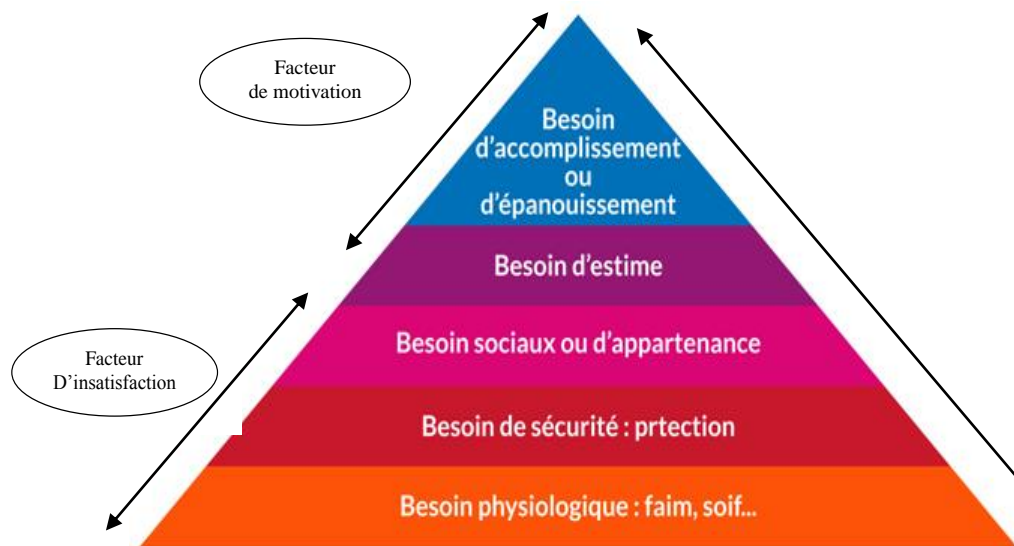 Facteur
de motivation
Besoin
d'accomplissement
ou
d'épanouissement
Besoin d'estime
Besoin sociaux ou d'appartenance
Facteur
D'insatisfaction
Besoin de sécurité : prtection
Besoin physiologique : faim, soif...